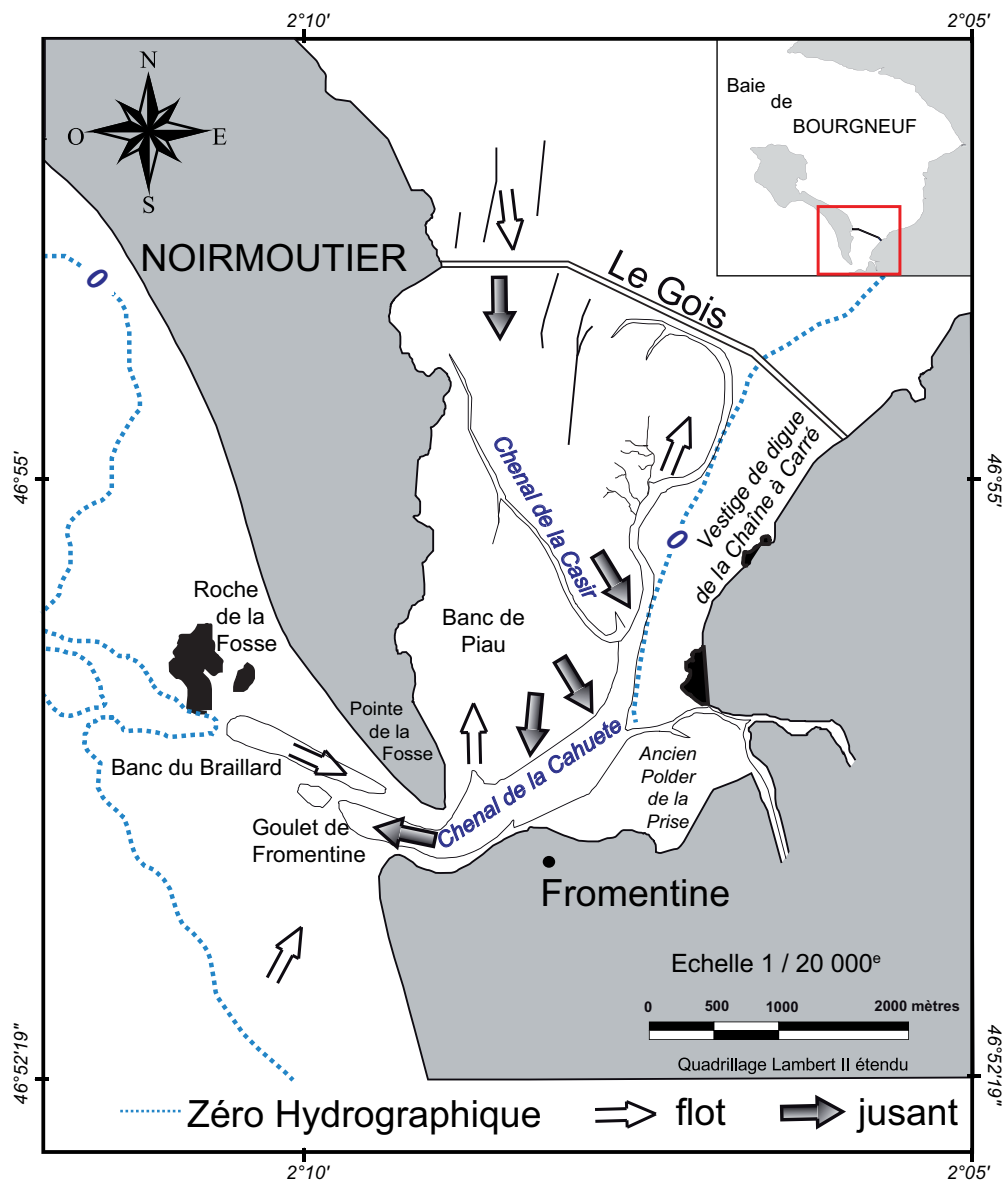 2°10'
2°05'
N
O
E
S
Baie
de
BOURGNEUF
NOIRMOUTIER
0
Le Gois
46°55'
46°55'
Chenal de la Casir
Vestige de digue
de la Chaîne à Carré
0
Roche
de la
Fosse
Banc de
Piau
Pointe
de la
Fosse
Banc du Braillard
Chenal de la Cahuete
Ancien
Polder
de la
Prise
Goulet de
Fromentine
Fromentine
Echelle 1 / 20 000e
0 500 1000 2000 mètres
Quadrillage Lambert II étendu
46°52'19"
46°52'19"
Zéro Hydrographique
flot
jusant
2°10'
2°05'